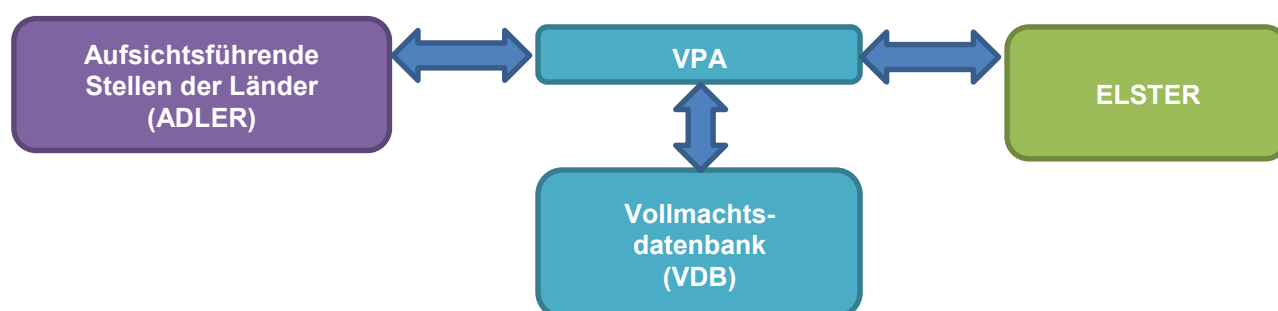 Aufsichtsführende
Stellen der Länder
(ADLER)
VPA
ELSTER
Vollmachts-
datenbank
(VDB)